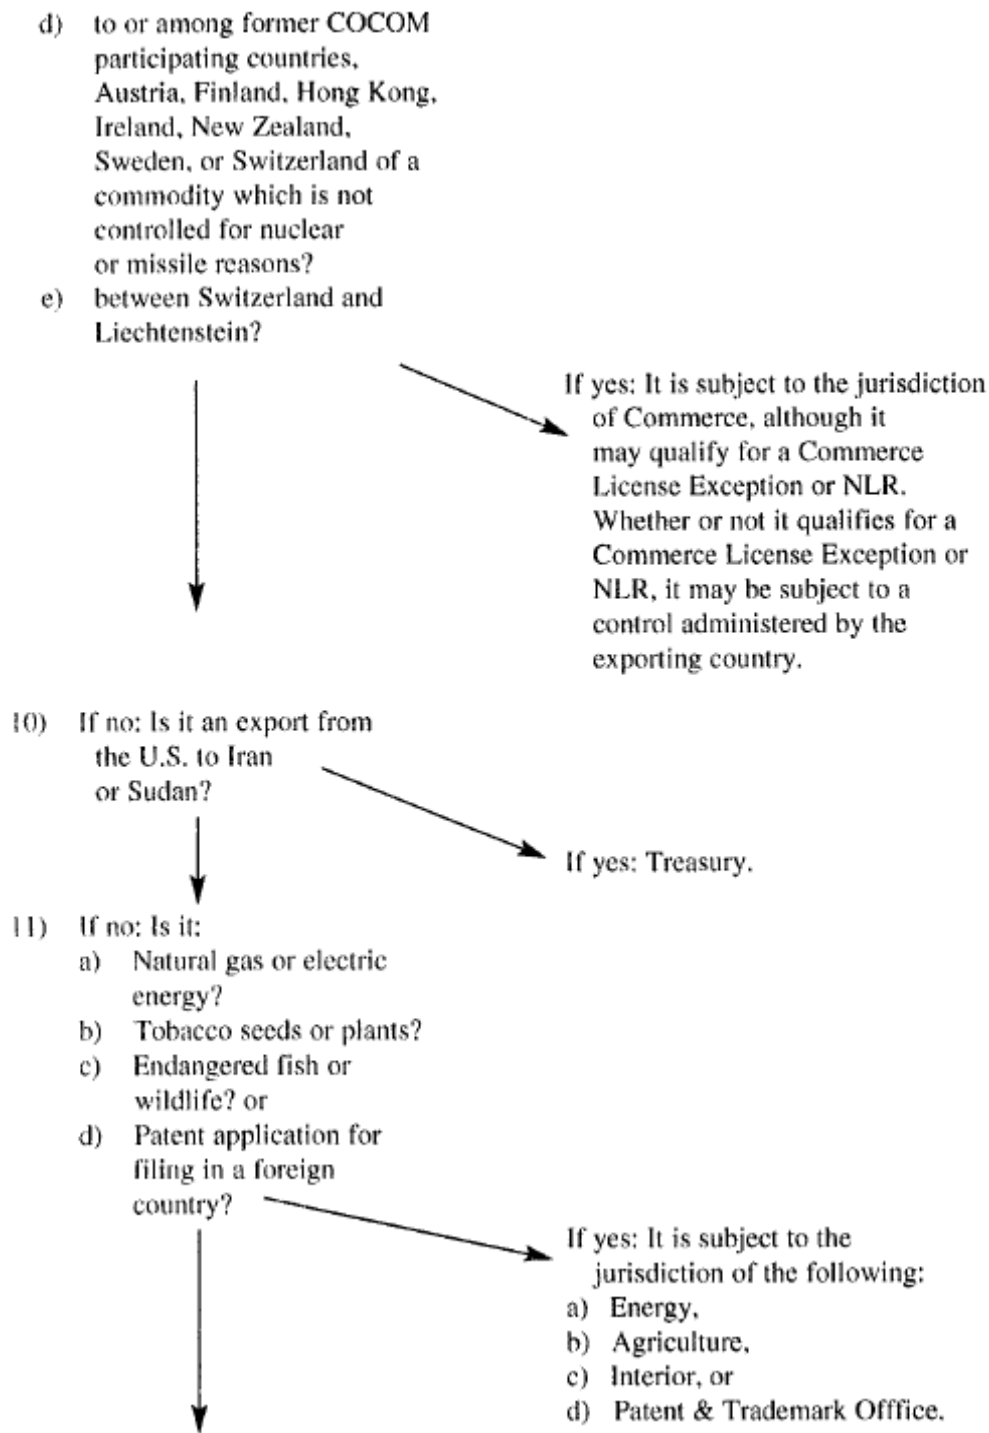 d) to or among former COCOM
participating countries,
Austria, Finland, Hong Kong,
Ireland, New Zealand,
Sweden, or Switzerland of a
commodity which is not
controlled for nuclear
or missile reasons?
e) between Switzerland and
Liechtenstein?
If yes: It is subject to the jurisdiction
of Commerce, although it
may qualify for a Commerce
License Exception or NLR.
Whether or not it qualifies for a
Commerce License Exception or
NLR, it may be subject to a
control administered by the
exporting country.
10) If no: Is it an export from
the U.S. to Iran
or Sudan?
If yes: Treasury.
11) If no: Is it:
a) Natural gas or electric
energy?
b) Tobacco seeds or plants?
c) Endangered fish or
wildlife? or
d) Patent application for
filing in a foreign
country?
If yes: It is subject to the
jurisdiction of the following:
a) Energy,
b) Agriculture,
c) Interior, or
d) Patent & Trademark Offfice.